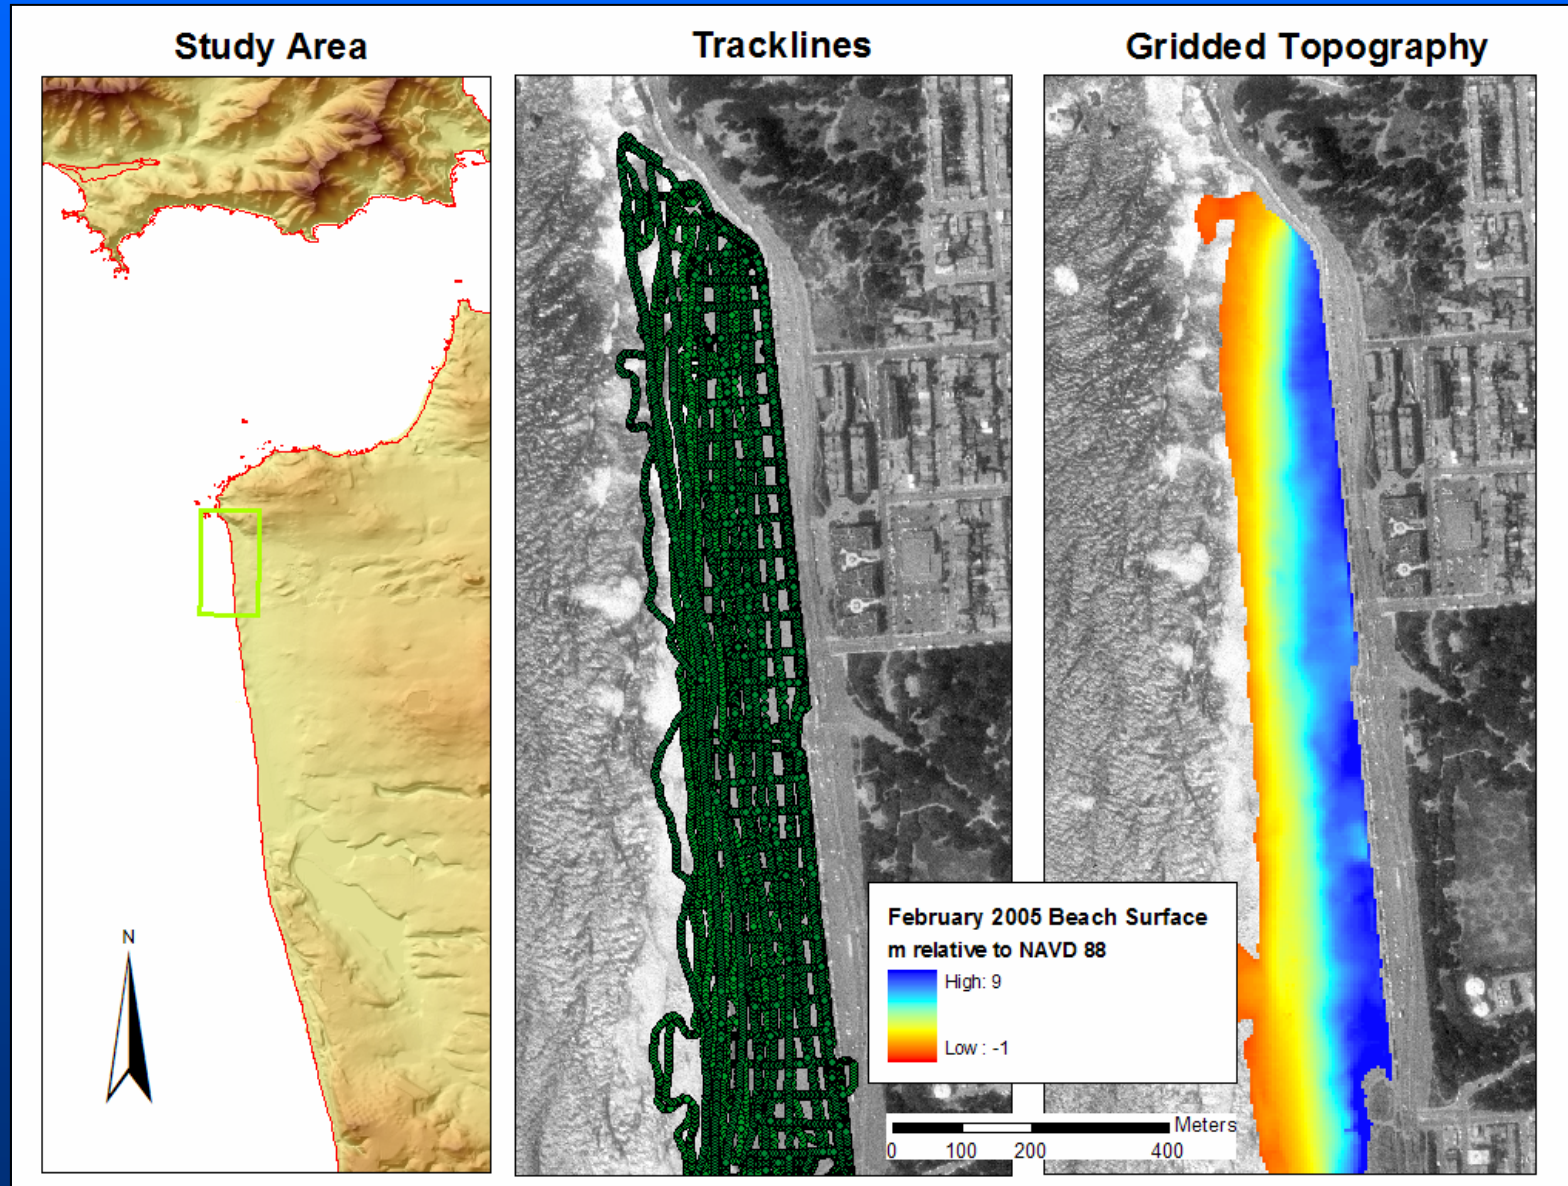 Study Area
Tracklines
Gridded Topography
N
February 2005 Beach Surface
m relative to NAVD 88
High: 9
Low : -1
Meters
0 100 200 400